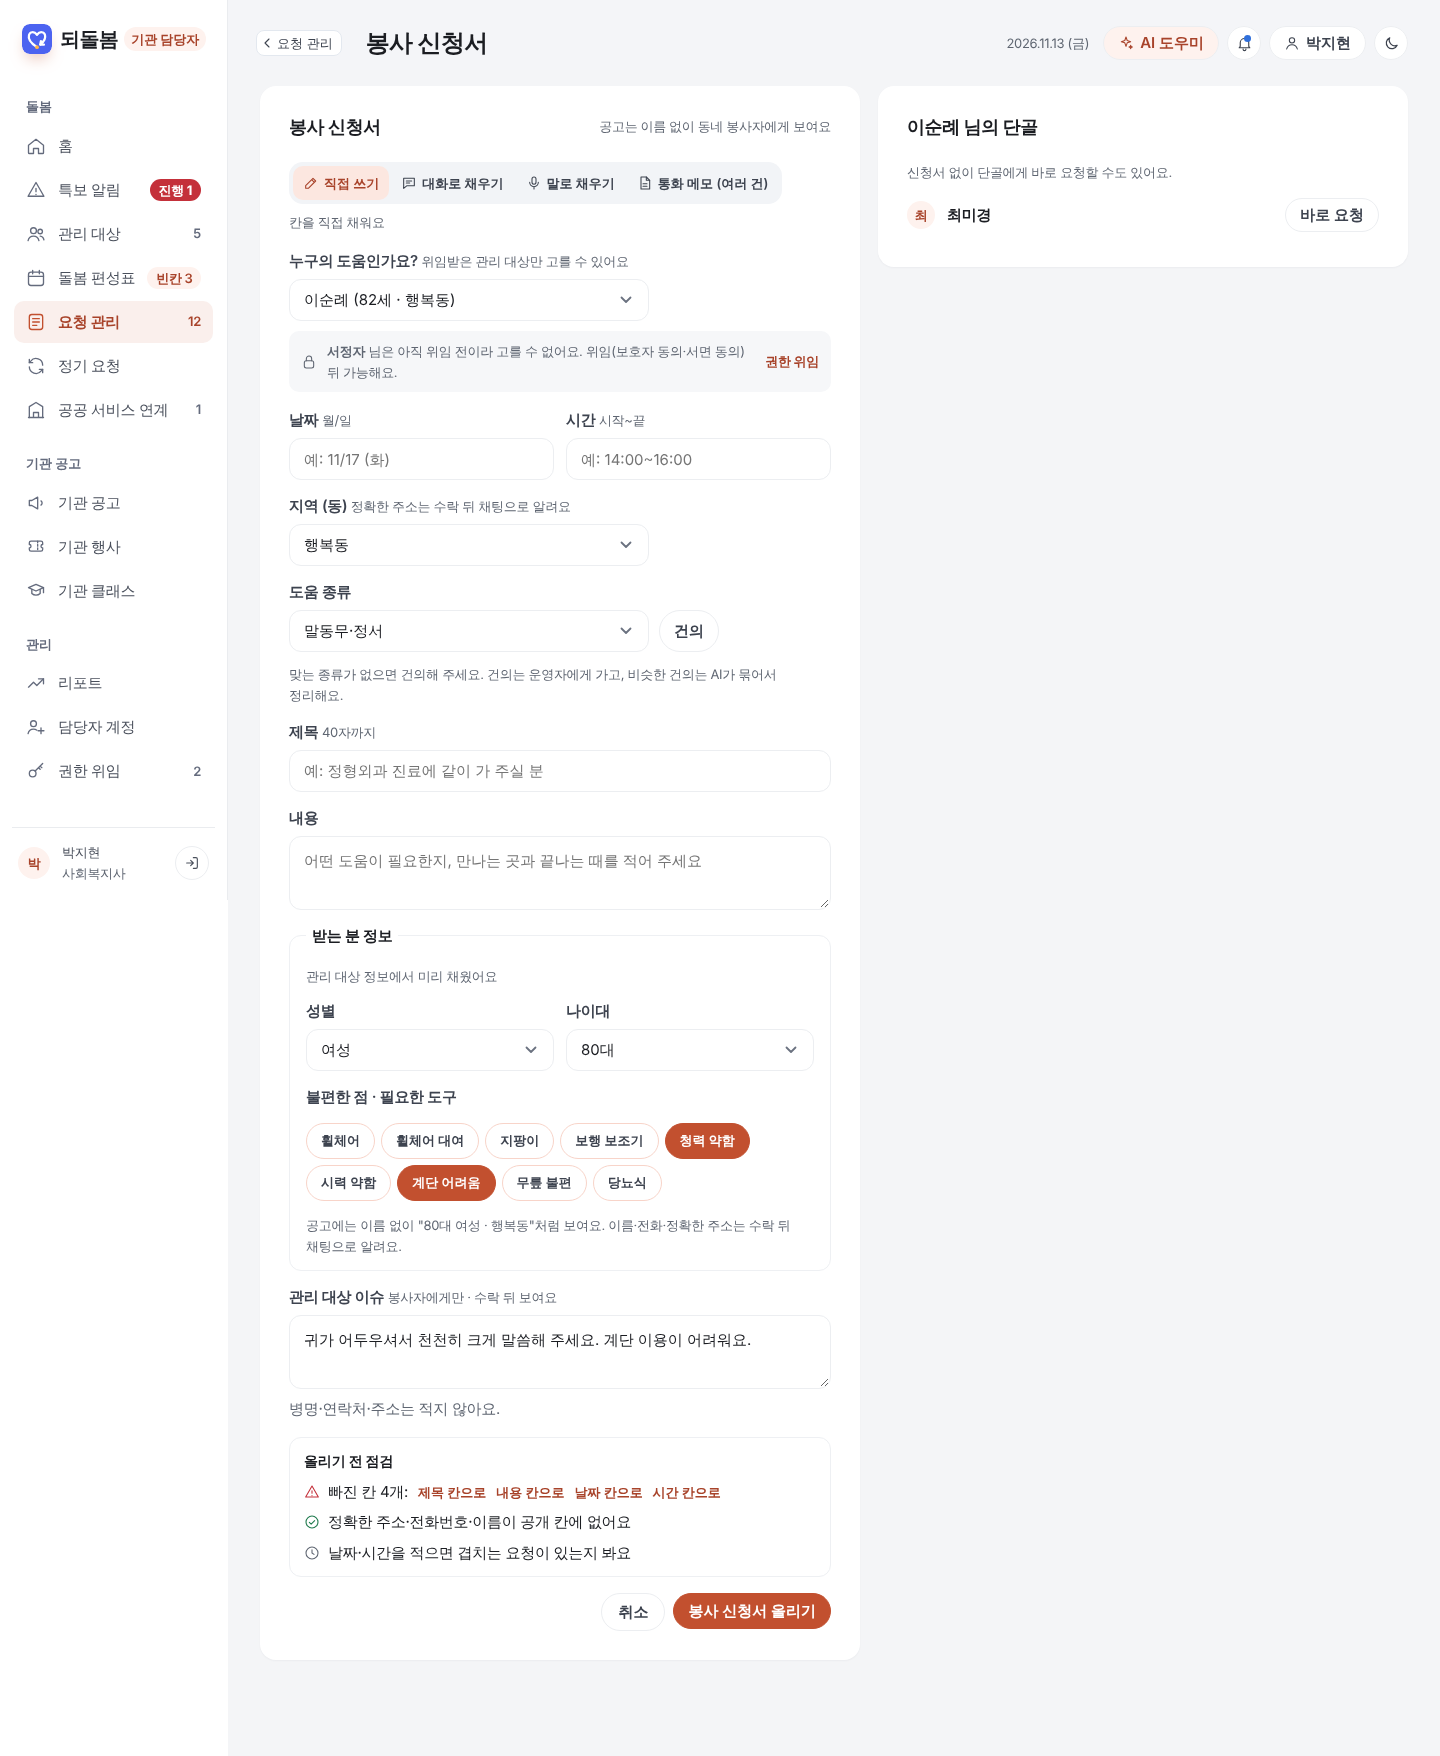 되돌봄 기관 담당자
돌봄
홈
특보 알림 진행 1
관리 대상 5
돌봄 편성표 빈칸 3
요청 관리 12
정기 요청
공공 서비스 연계 1
기관 공고
기관 공고
기관 행사
기관 클래스
관리
리포트
담당자 계정
권한 위임 2
박 박지현
사회복지사
요청 관리 봉사 신청서 2026.11.13 (금) AI 도우미 박지현
봉사 신청서 공고는 이름 없이 동네 봉사자에게 보여요
직접 쓰기 대화로 채우기 말로 채우기 통화 메모 (여러 건)
칸을 직접 채워요
누구의 도움인가요? 위임받은 관리 대상만 고를 수 있어요
이순례 (82세 · 행복동)
서정자 님은 아직 위임 전이라 고를 수 없어요. 위임(보호자 동의·서면 동의)
뒤 가능해요.
권한 위임
날짜 월/일 시간 시작~끝
예: 11/17 (화) 예: 14:00~16:00
지역 (동) 정확한 주소는 수락 뒤 채팅으로 알려요
행복동
도움 종류
말동무·정서 건의
맞는 종류가 없으면 건의해 주세요. 건의는 운영자에게 가고, 비슷한 건의는 AI가 묶어서
정리해요.
제목 40자까지
예: 정형외과 진료에 같이 가 주실 분
내용
어떤 도움이 필요한지, 만나는 곳과 끝나는 때를 적어 주세요
받는 분 정보
관리 대상 정보에서 미리 채웠어요
성별 나이대
여성 80대
불편한 점 · 필요한 도구
휠체어 휠체어 대여 지팡이 보행 보조기 청력 약함
시력 약함 계단 어려움 무릎 불편 당뇨식
공고에는 이름 없이 "80대 여성 · 행복동"처럼 보여요. 이름·전화·정확한 주소는 수락 뒤
채팅으로 알려요.
관리 대상 이슈 봉사자에게만 · 수락 뒤 보여요
귀가 어두우셔서 천천히 크게 말씀해 주세요. 계단 이용이 어려워요.
병명·연락처·주소는 적지 않아요.
올리기 전 점검
빠진 칸 4개: 제목 칸으로 내용 칸으로 날짜 칸으로 시간 칸으로
정확한 주소·전화번호·이름이 공개 칸에 없어요
날짜·시간을 적으면 겹치는 요청이 있는지 봐요
취소 봉사 신청서 올리기
이순례 님의 단골
신청서 없이 단골에게 바로 요청할 수도 있어요.
최 최미경 바로 요청